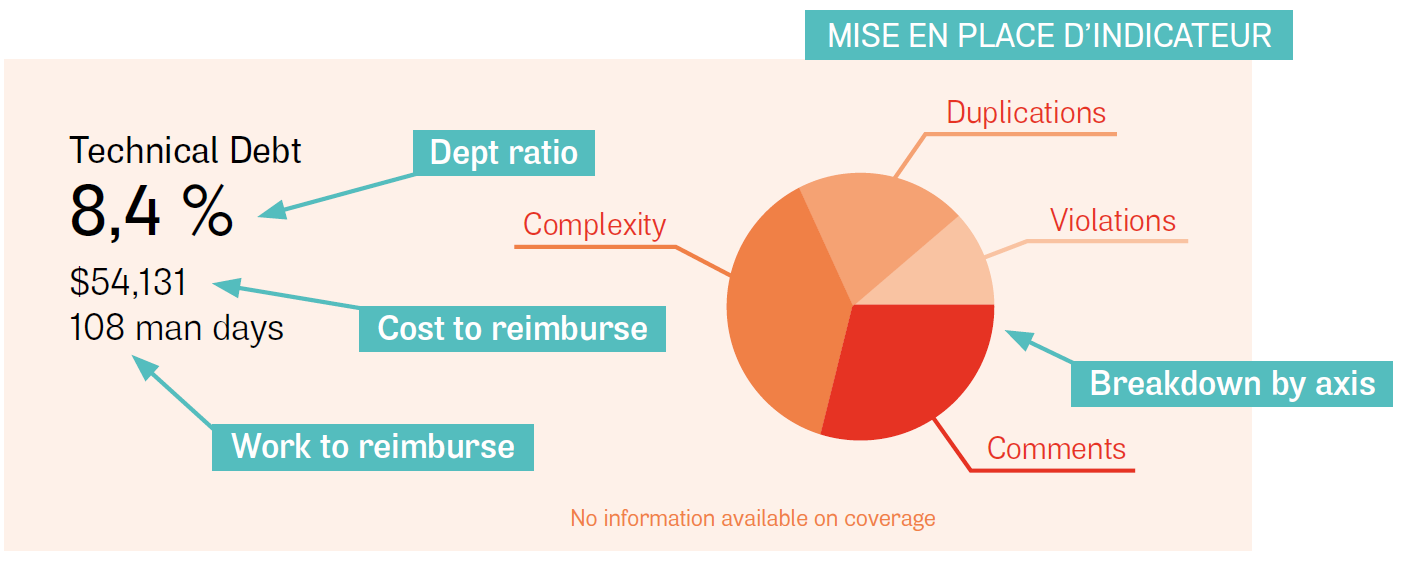 MISE EN PLACE D'INDICATEUR
Technical Debt
8,4 %
Dept ratio
$54,131
108 man days
Cost to reimburse
Work to reimburse
Duplications
Violations
Complexity
Breakdown by axis
Comments
No information available on coverage